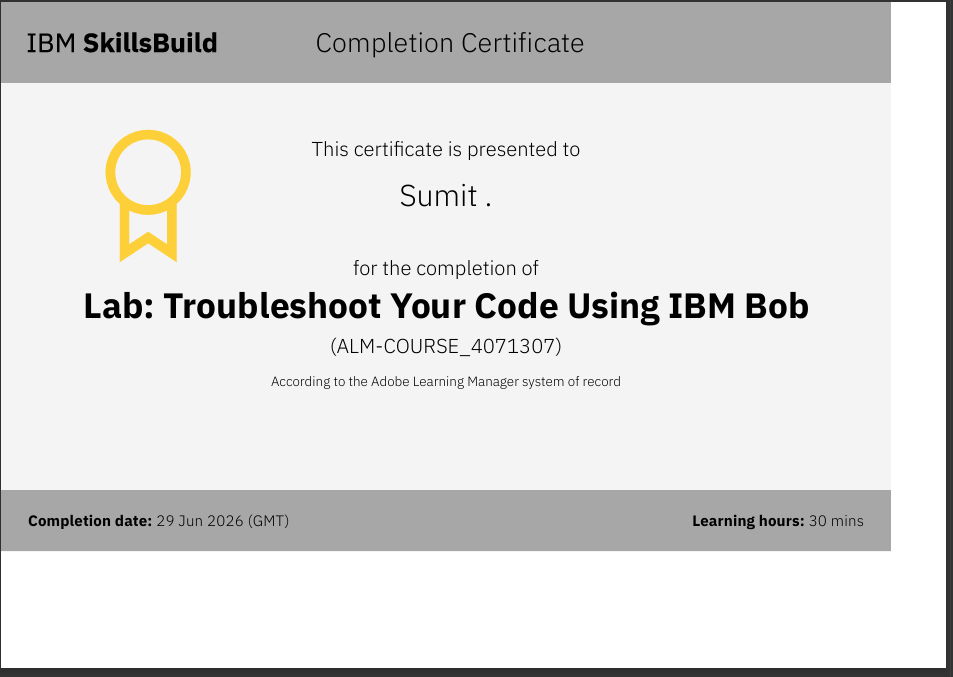 IBM SkillsBuild
Completion Certificate
This certificate is presented to
Sumit .
for the completion of
Lab: Troubleshoot Your Code Using IBM Bob
(ALM-COURSE_4071307)
According to the Adobe Learning Manager system of record
Completion date: 29 Jun 2026 (GMT)
Learning hours: 30 mins